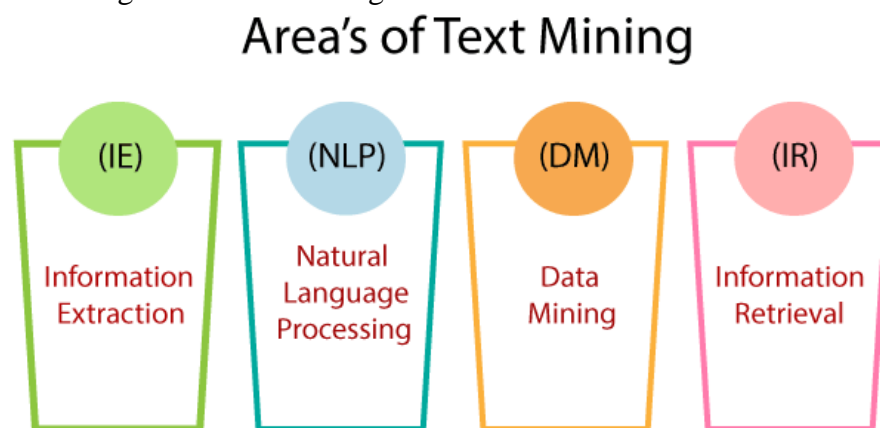 Area's of Text Mining
(IE)
Information
Extraction
(NLP)
Natural
Language
Processing
(DM)
Data
Mining
(IR)
Information
Retrieval